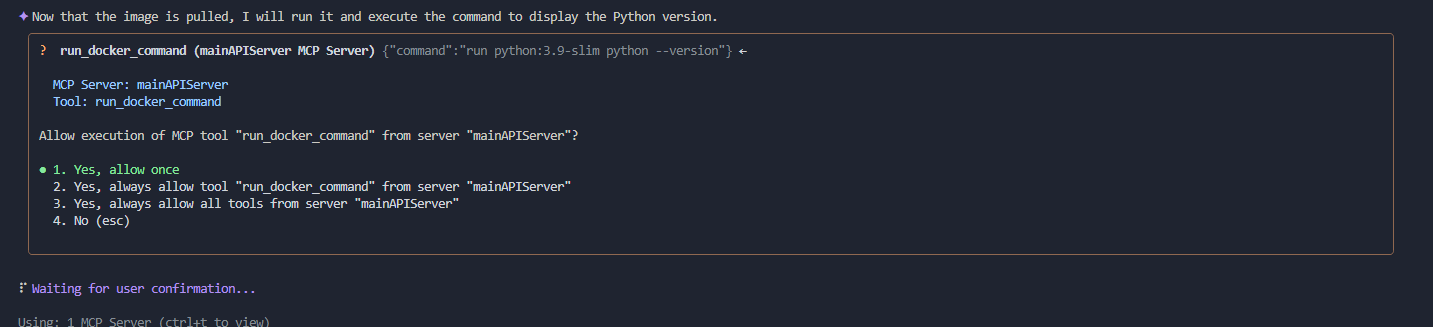 ✦ Now that the image is pulled, I will run it and execute the command to display the Python version.
? run_docker_command (mainAPIServer MCP Server) {"command":"run python:3.9-slim python --version"} ←
MCP Server: mainAPIServer
Tool: run_docker_command
Allow execution of MCP tool "run_docker_command" from server "mainAPIServer"?
● 1. Yes, allow once
2. Yes, always allow tool "run_docker_command" from server "mainAPIServer"
3. Yes, always allow all tools from server "mainAPIServer"
4. No (esc)
⠏ Waiting for user confirmation...
Using: 1 MCP Server (ctrl+t to view)